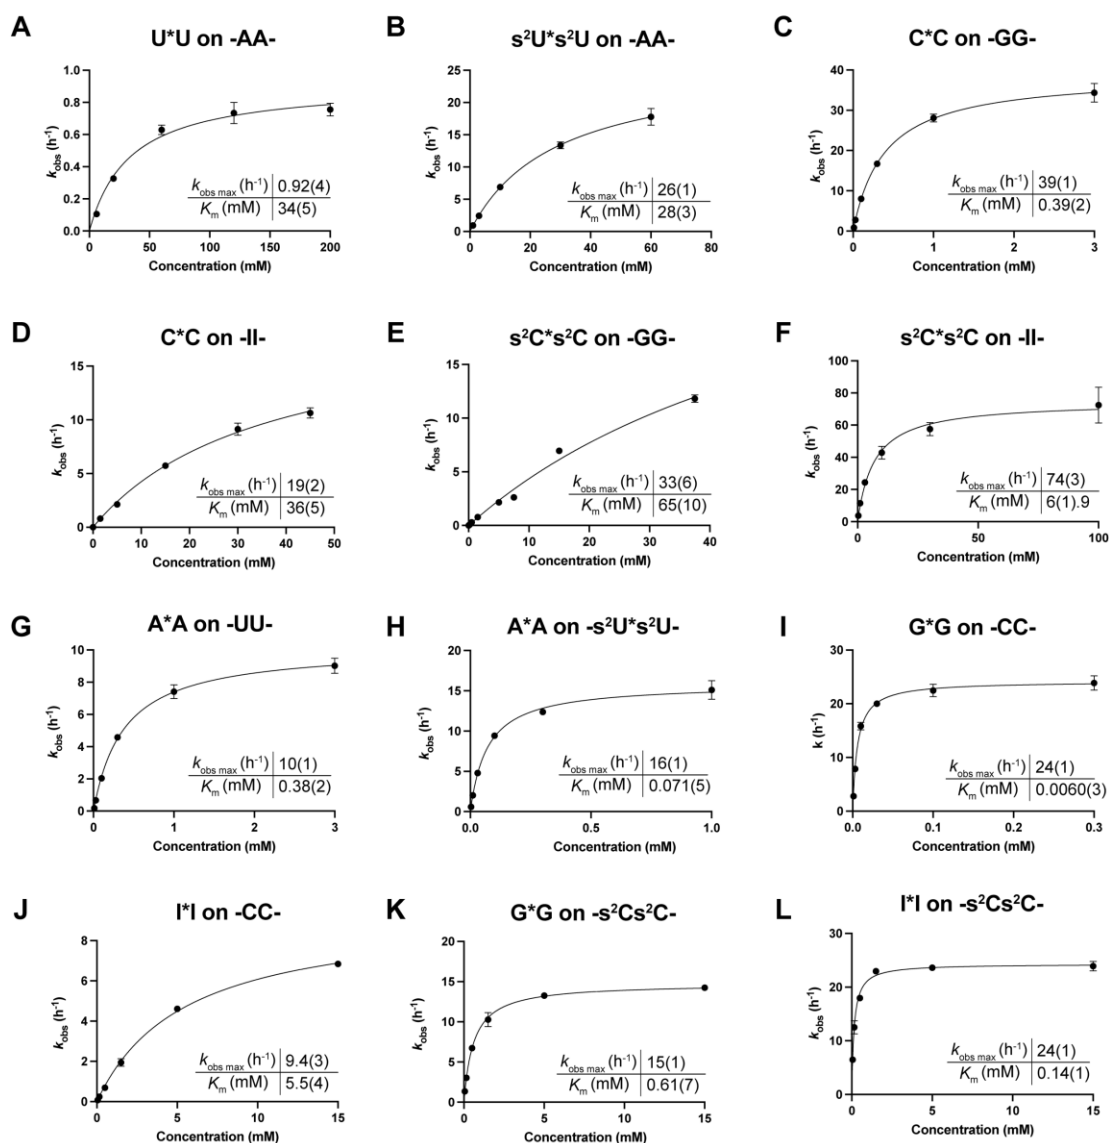 A
U*U on -AA-
1.0
0.8
0.6
0.4
0.2
0.0
kobs (h-1)
0 50 100 150 200
Concentration (mM)
kobs max (h-1) 0.92(4)
Km (mM) 34(5)
B
s²U*s²U on -AA-
25
20
15
10
5
0
kobs (h-1)
0 20 40 60 80
Concentration (mM)
kobs max (h-1) 26(1)
Km (mM) 28(3)
C
C*C on -GG-
40
30
20
10
0
kobs (h-1)
0 1 2 3
Concentration (mM)
kobs max (h-1) 39(1)
Km (mM) 0.39(2)
D
C*C on -II-
15
10
5
0
kobs (h-1)
0 10 20 30 40 50
Concentration (mM)
kobs max (h-1) 19(2)
Km (mM) 36(5)
E
s²C*s²C on -GG-
15
10
5
0
kobs (h-1)
0 10 20 30 40
Concentration (mM)
kobs max (h-1) 33(6)
Km (mM) 65(10)
F
s²C*s²C on -II-
100
80
60
40
20
0
kobs (h-1)
0 50 100
Concentration (mM)
kobs max (h-1) 74(3)
Km (mM) 6(1).9
G
A*A on -UU-
10
8
6
4
2
0
kobs (h-1)
0 1 2 3
Concentration (mM)
kobs max (h-1) 10(1)
Km (mM) 0.38(2)
H
A*A on -s²U*s²U-
20
15
10
5
0
kobs (h-1)
0.0 0.5 1.0
Concentration (mM)
kobs max (h-1) 16(1)
Km (mM) 0.071(5)
I
G*G on -CC-
30
20
10
0
k (h-1)
0.0 0.1 0.2 0.3
Concentration (mM)
kobs max (h-1) 24(1)
Km (mM) 0.0060(3)
J
I*I on -CC-
8
6
4
2
0
kobs (h-1)
0 5 10 15
Concentration (mM)
kobs max (h-1) 9.4(3)
Km (mM) 5.5(4)
K
G*G on -s²Cs²C-
20
15
10
5
0
kobs (h-1)
0 5 10 15
Concentration (mM)
kobs max (h-1) 15(1)
Km (mM) 0.61(7)
L
I*I on -s²Cs²C-
30
20
10
0
kobs (h-1)
0 5 10 15
Concentration (mM)
kobs max (h-1) 24(1)
Km (mM) 0.14(1)